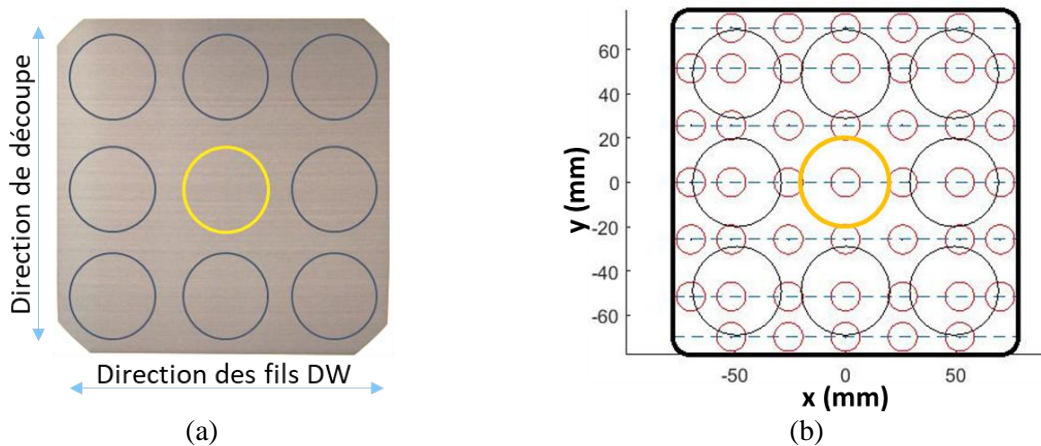 Direction de découpe
Direction des fils DW
(a)
y (mm)
60
40
20
0
-20
-40
-60
-50
0
50
x (mm)
(b)